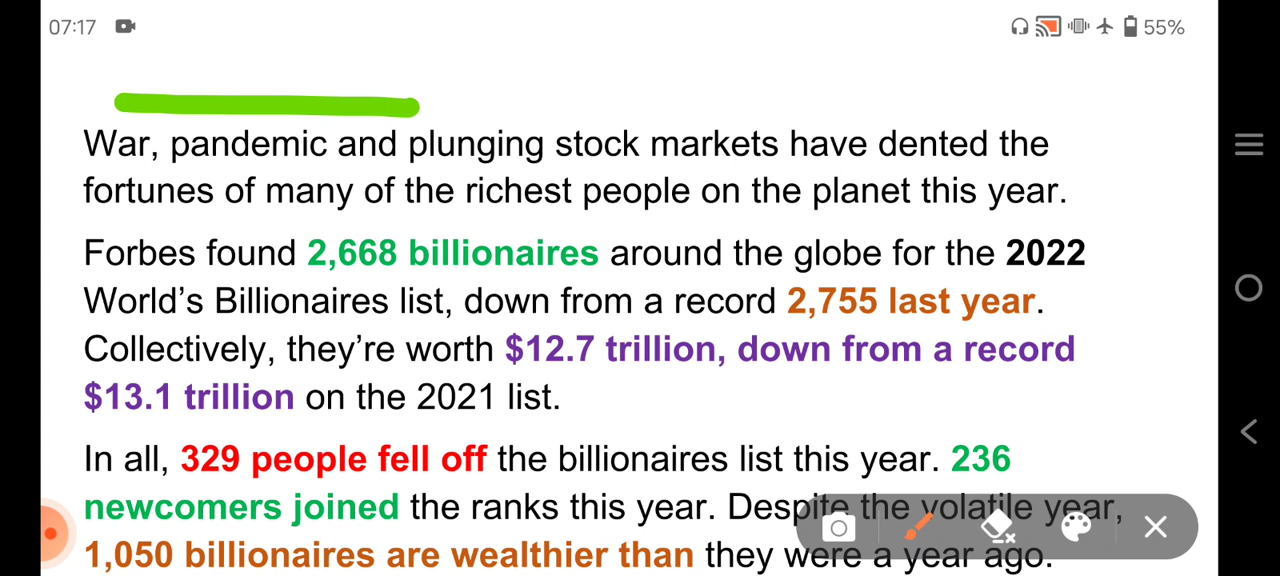 07:17
55%
War, pandemic and plunging stock markets have dented the
fortunes of many of the richest people on the planet this year.
Forbes found 2,668 billionaires around the globe for the 2022
World’s Billionaires list, down from a record 2,755 last year.
Collectively, they’re worth $12.7 trillion, down from a record
$13.1 trillion on the 2021 list.
In all, 329 people fell off the billionaires list this year. 236
newcomers joined the ranks this year. Despite the volatile year,
1,050 billionaires are wealthier than they were a year ago.